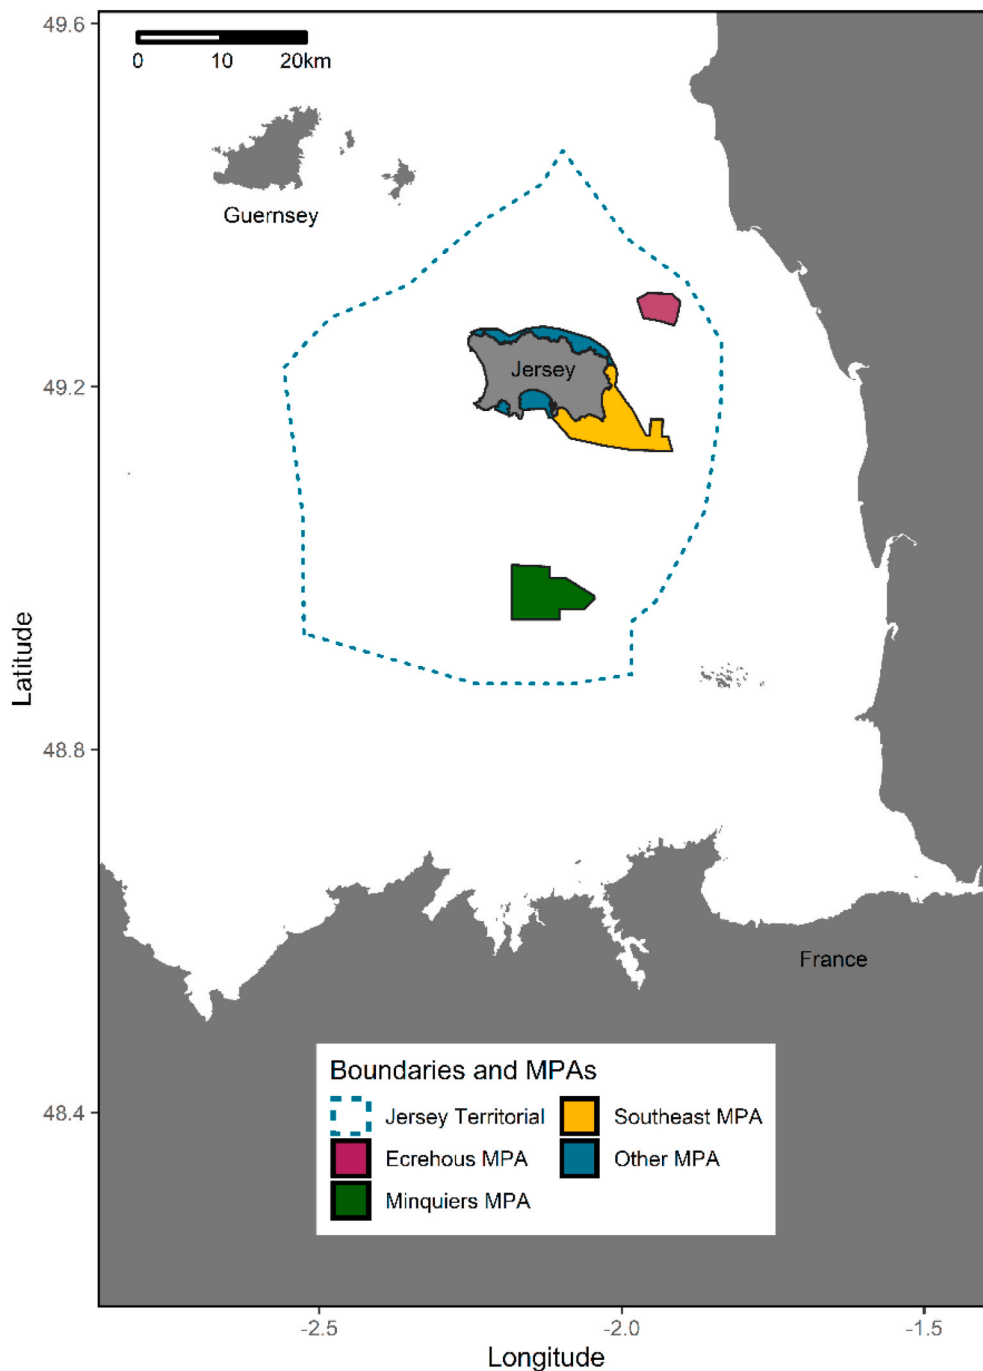 49.6
0 10 20km
Guernsey
Jersey
49.2
Latitude
48.8
France
Boundaries and MPAs
Jersey Territorial
Southeast MPA
Ecrehous MPA
Other MPA
Minquiers MPA
48.4
-2.5 -2.0 -1.5
Longitude